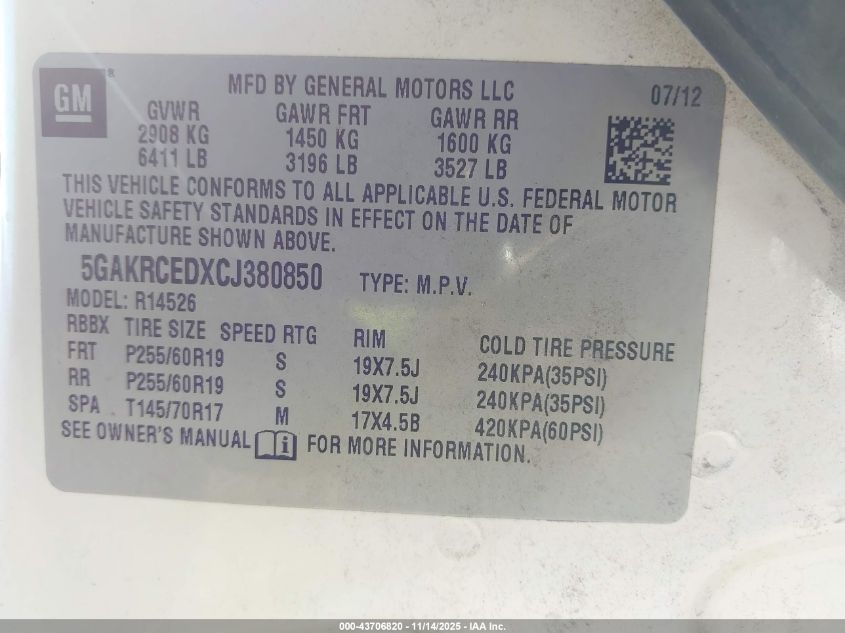 GM ®
MFD BY GENERAL MOTORS LLC
07/12
GVWR GAWR FRT GAWR RR
2908 KG 1450 KG 1600 KG
6411 LB 3196 LB 3527 LB
THIS VEHICLE CONFORMS TO ALL APPLICABLE U.S. FEDERAL MOTOR
VEHICLE SAFETY STANDARDS IN EFFECT ON THE DATE OF
MANUFACTURE SHOWN ABOVE.
5GAKRCEDXCJ380850 TYPE: M.P.V.
MODEL: R14526
RBBX TIRE SIZE SPEED RTG RIM COLD TIRE PRESSURE
FRT P255/60R19 S 19X7.5J 240KPA(35PSI)
RR P255/60R19 S 19X7.5J 240KPA(35PSI)
SPA T145/70R17 M 17X4.5B 420KPA(60PSI)
SEE OWNER'S MANUAL i FOR MORE INFORMATION.
000-43706820 - 11/14/2025 - IAA Inc.